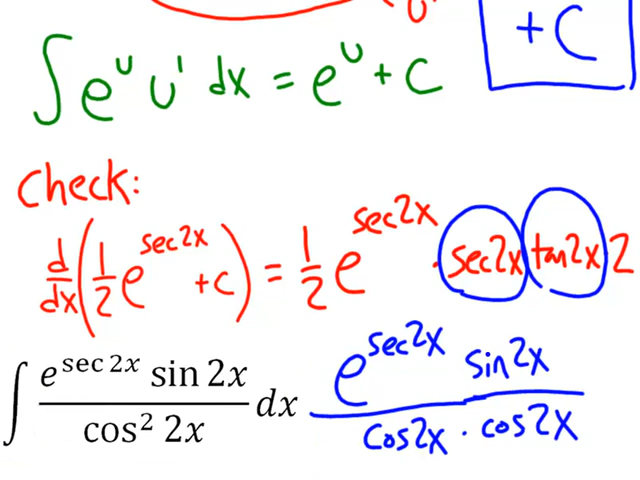 U
+C
∫ e^u u' dx = e^u + C
Check:
d/dx (1/2 e^(sec2x) + C) = 1/2 e^(sec2x) · sec2x tan2x 2
∫ (e^(sec 2x) sin 2x)/(cos² 2x) dx (e^(sec2x) sin2x)/(cos2x · cos2x)